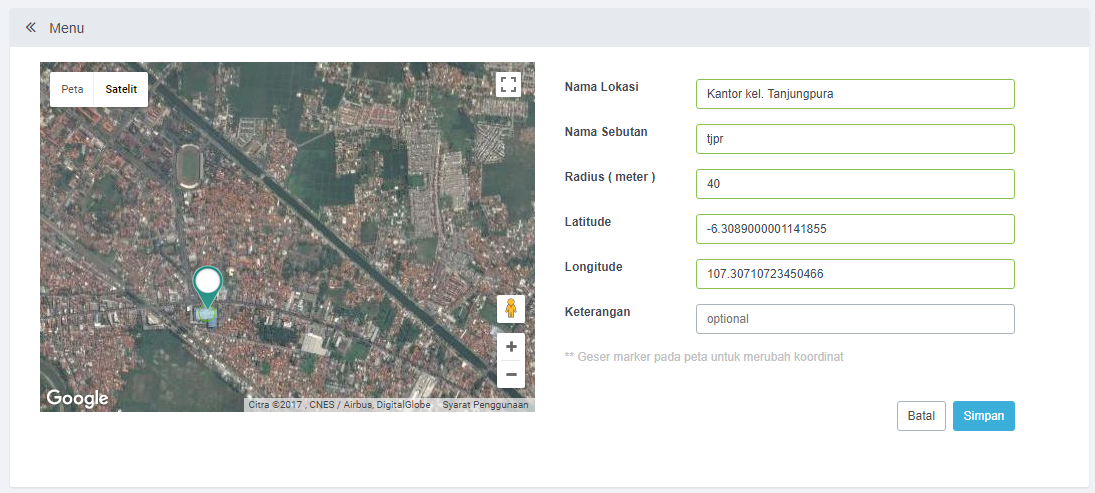 Menu
Peta Satelit
Google
Citra ©2017 , CNES / Airbus, DigitalGlobe Syarat Penggunaan
Nama Lokasi Kantor kel. Tanjungpura
Nama Sebutan tjpr
Radius ( meter ) 40
Latitude -6.3089000001141855
Longitude 107.30710723450466
Keterangan optional
** Geser marker pada peta untuk merubah koordinat
Batal Simpan